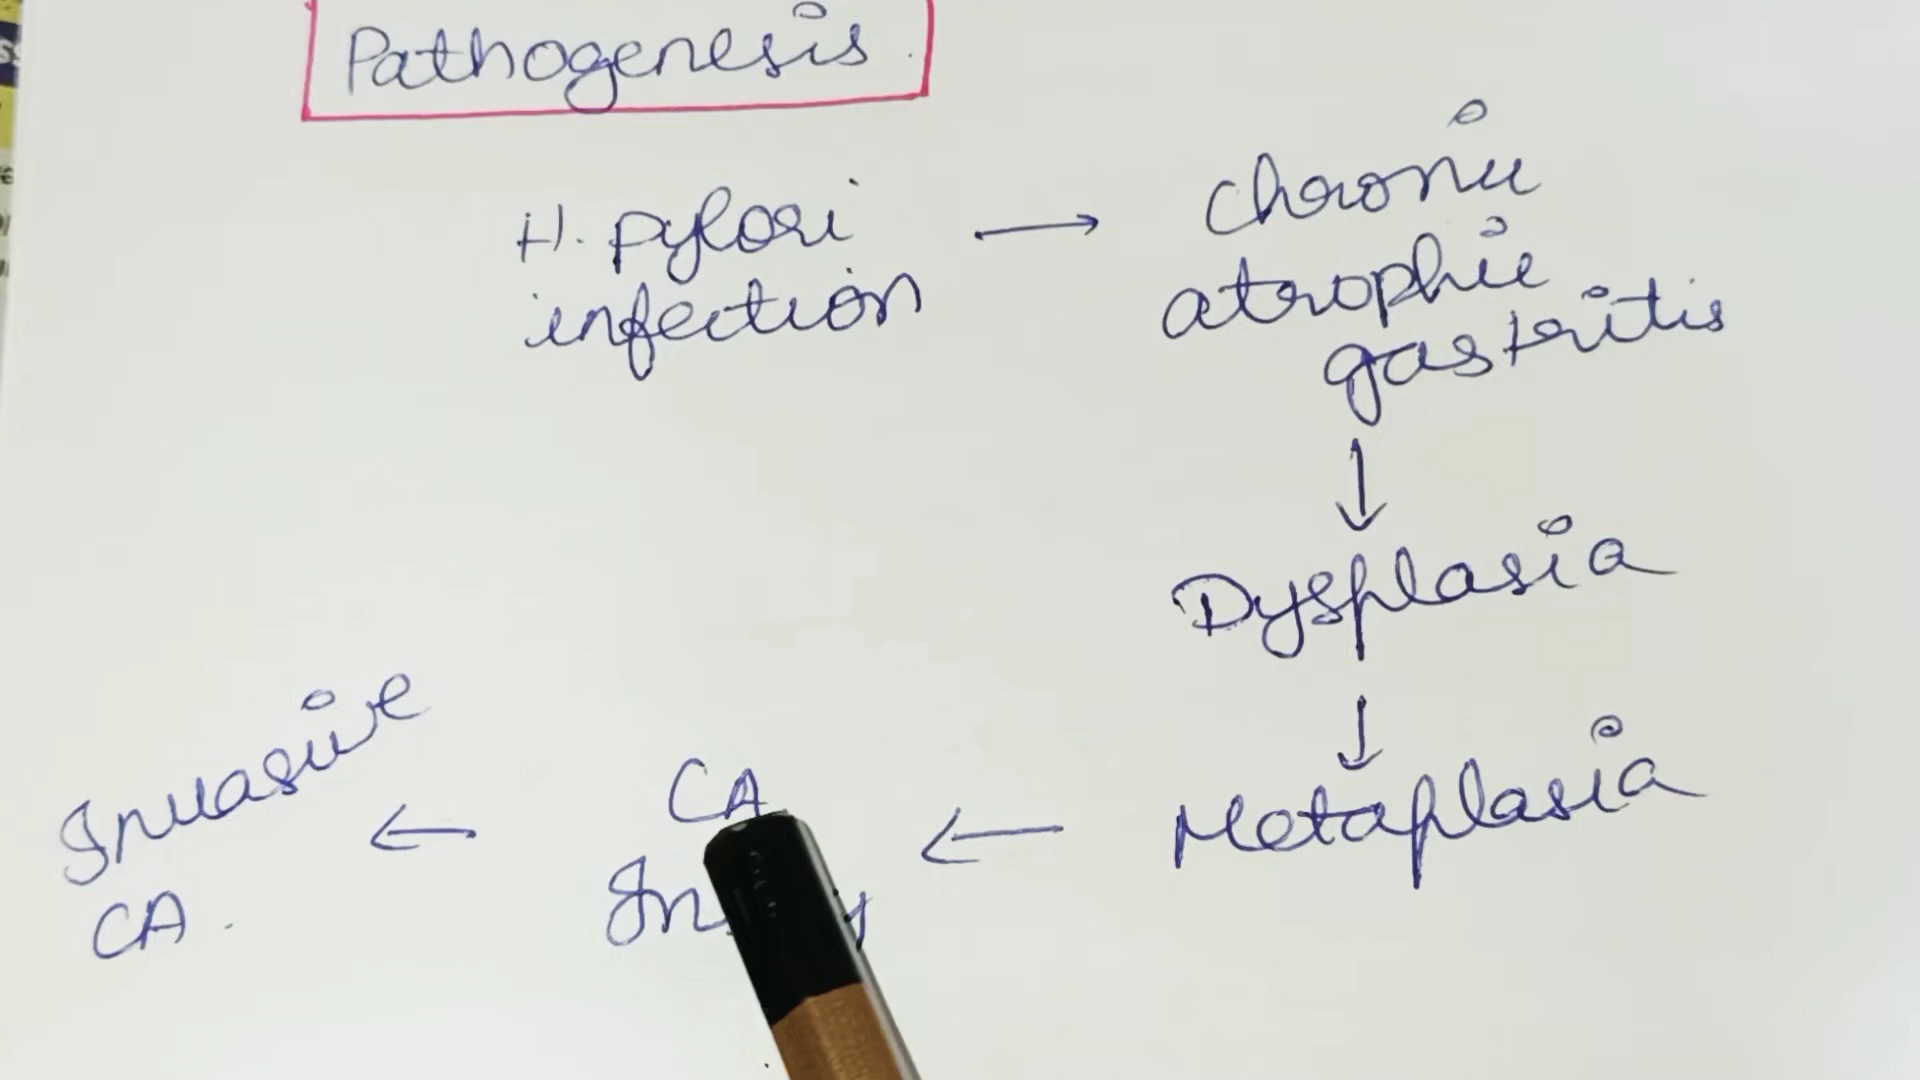 Pathogenesis.
H. pylori
infection
Chronic
atrophic
gastritis
Dysplasia
Metaplasia
CA
Invasive
CA.